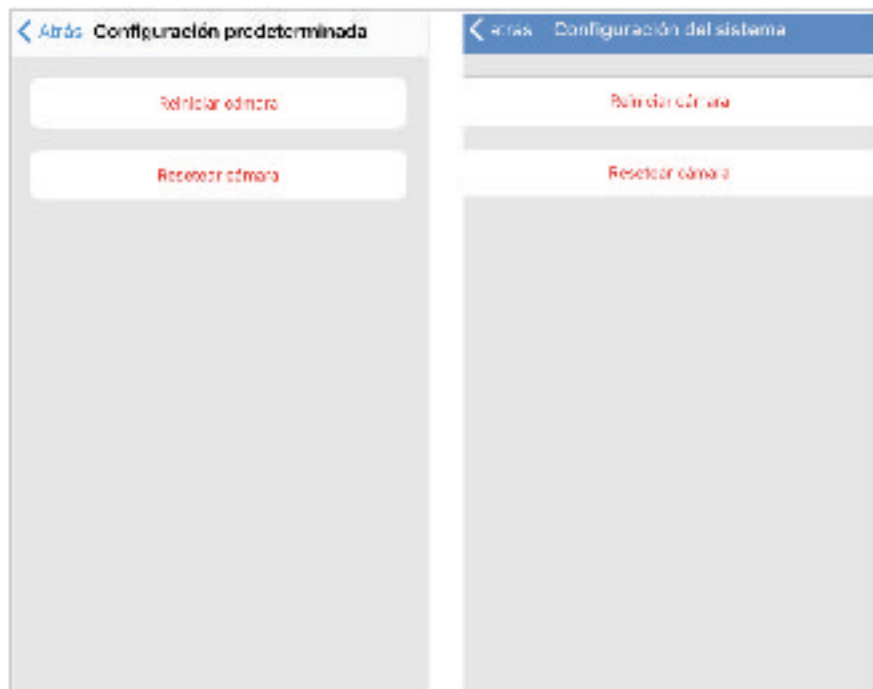 Atrás Configuración predeterminada
Reiniciar cámara
Resetear cámara
atrás Configuración del sistema
Reiniciar cámara
Resetear cámara